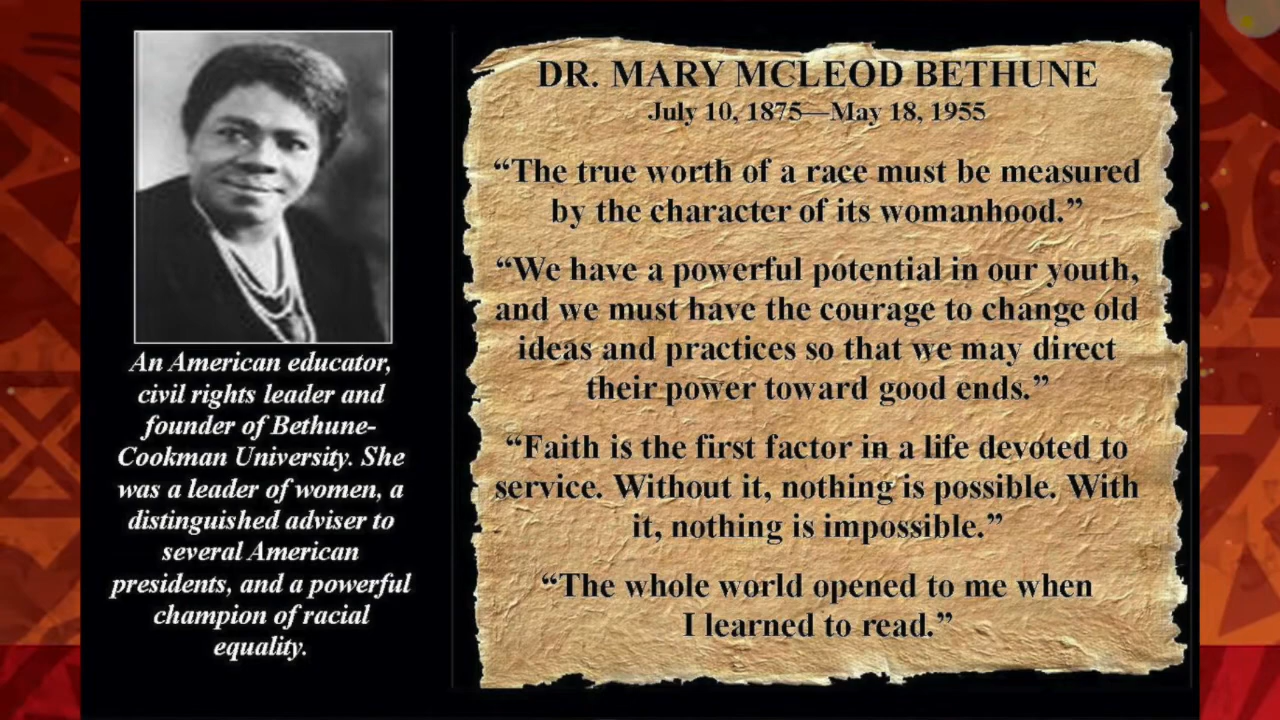 An American educator,
civil rights leader and
founder of Bethune-
Cookman University. She
was a leader of women, a
distinguished adviser to
several American
presidents, and a powerful
champion of racial
equality.
DR. MARY MCLEOD BETHUNE
July 10, 1875—May 18, 1955
“The true worth of a race must be measured
by the character of its womanhood.”
“We have a powerful potential in our youth,
and we must have the courage to change old
ideas and practices so that we may direct
their power toward good ends.”
“Faith is the first factor in a life devoted to
service. Without it, nothing is possible. With
it, nothing is impossible.”
“The whole world opened to me when
I learned to read.”